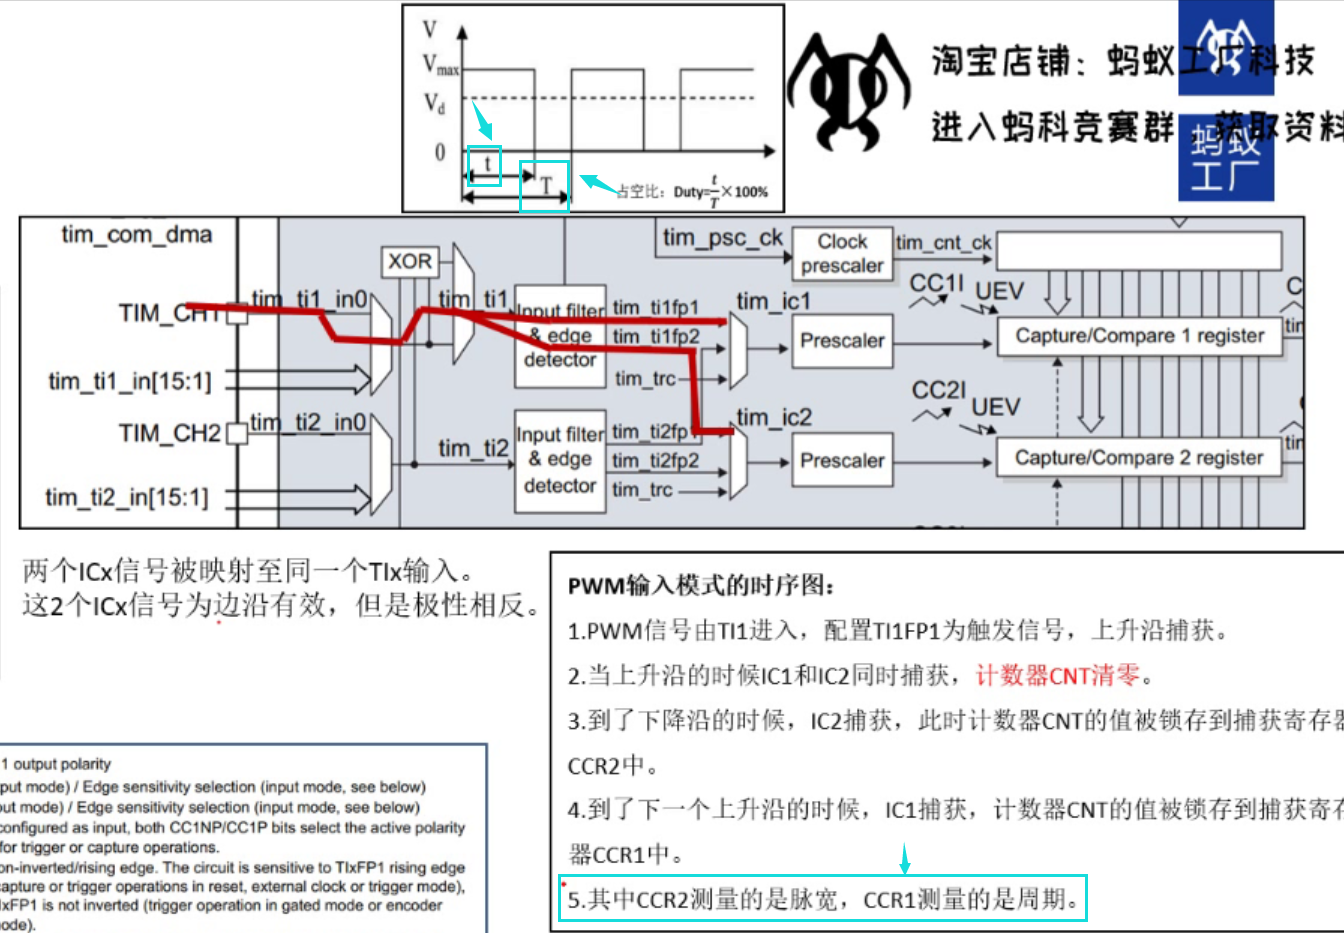 V
Vmax
Vd
0
t
T
占空比：Duty=t/T×100%
淘宝店铺：蚂蚁工厂科技
进入蚂科竞赛群，获取资料
蚂蚁
工厂
tim_com_dma
TIM_CH1
tim_ti1_in0
tim_ti1_in[15:1]
TIM_CH2
tim_ti2_in0
tim_ti2_in[15:1]
XOR
tim_ti1
Input filter
& edge
detector
tim_ti1fp1
tim_ti1fp2
tim_trc
tim_ti2
Input filter
& edge
detector
tim_ti2fp1
tim_ti2fp2
tim_trc
tim_psc_ck
Clock
prescaler
tim_cnt_ck
tim_ic1
Prescaler
CC1I
UEV
Capture/Compare 1 register
tim_ic2
Prescaler
CC2I
UEV
Capture/Compare 2 register
C
tin
tin
两个ICx信号被映射至同一个TIx输入。
这2个ICx信号为边沿有效，但是极性相反。
PWM输入模式的时序图：
1.PWM信号由TI1进入，配置TI1FP1为触发信号，上升沿捕获。
2.当上升沿的时候IC1和IC2同时捕获，计数器CNT清零。
3.到了下降沿的时候，IC2捕获，此时计数器CNT的值被锁存到捕获寄存器
CCR2中。
4.到了下一个上升沿的时候，IC1捕获，计数器CNT的值被锁存到捕获寄存
器CCR1中。
5.其中CCR2测量的是脉宽，CCR1测量的是周期。
1 output polarity
put mode) / Edge sensitivity selection (input mode, see below)
out mode) / Edge sensitivity selection (input mode, see below)
configured as input, both CC1NP/CC1P bits select the active polarity
for trigger or capture operations.
on-inverted/rising edge. The circuit is sensitive to TIxFP1 rising edge
capture or trigger operations in reset, external clock or trigger mode),
IxFP1 is not inverted (trigger operation in gated mode or encoder
ode).